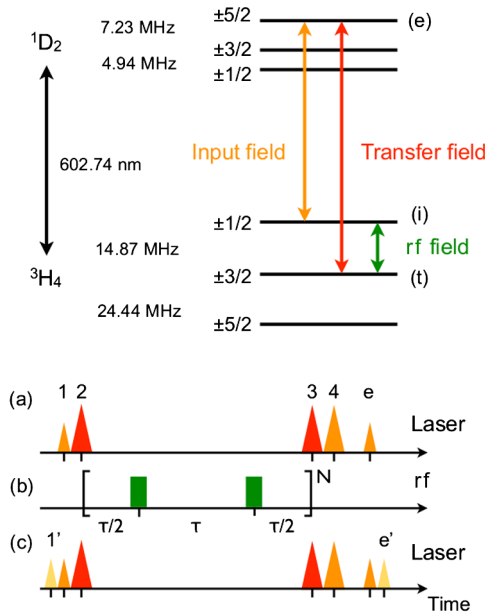 ±5/2 (e)
7.23 MHz
¹D₂ ±3/2
4.94 MHz
±1/2
Input field Transfer field
602.74 nm
±1/2 (i)
14.87 MHz rf field
³H₄ ±3/2 (t)
24.44 MHz
±5/2
(a) 1 2 3 4 e Laser
(b) N rf
τ/2 τ τ/2
(c) 1' e' Laser
Time